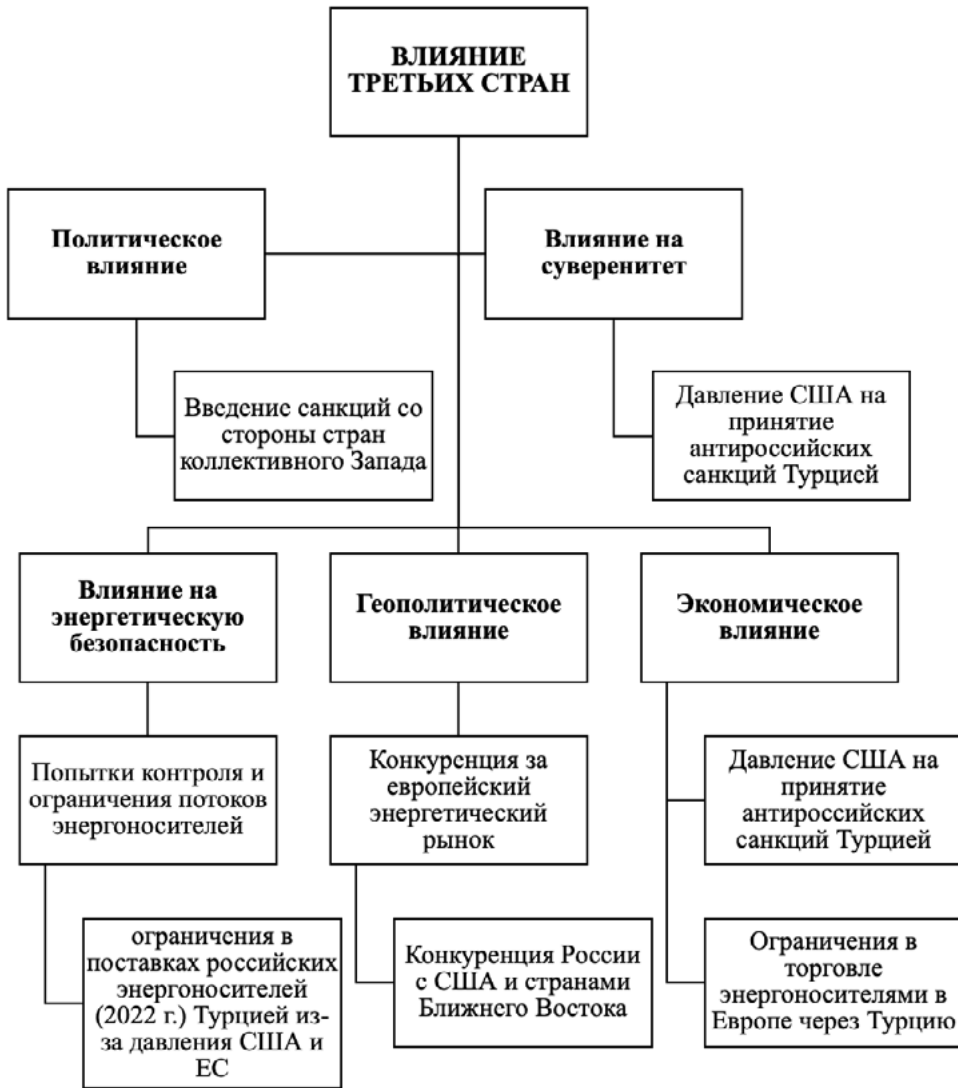 ВЛИЯНИЕ
ТРЕТЬИХ СТРАН
Политическое
влияние
Влияние на
суверенитет
Введение санкций со
стороны стран
коллективного Запада
Давление США на
принятие
антироссийских
санкций Турцией
Влияние на
энергетическую
безопасность
Геополитическое
влияние
Экономическое
влияние
Попытки контроля и
ограничения потоков
энергоносителей
Конкуренция за
европейский
энергетический
рынок
Давление США на
принятие
антироссийских
санкций Турцией
ограничения в
поставках российских
энергоносителей
(2022 г.) Турцией из-
за давления США и
ЕС
Конкуренция России
с США и странами
Ближнего Востока
Ограничения в
торговле
энергоносителями в
Европе через Турцию